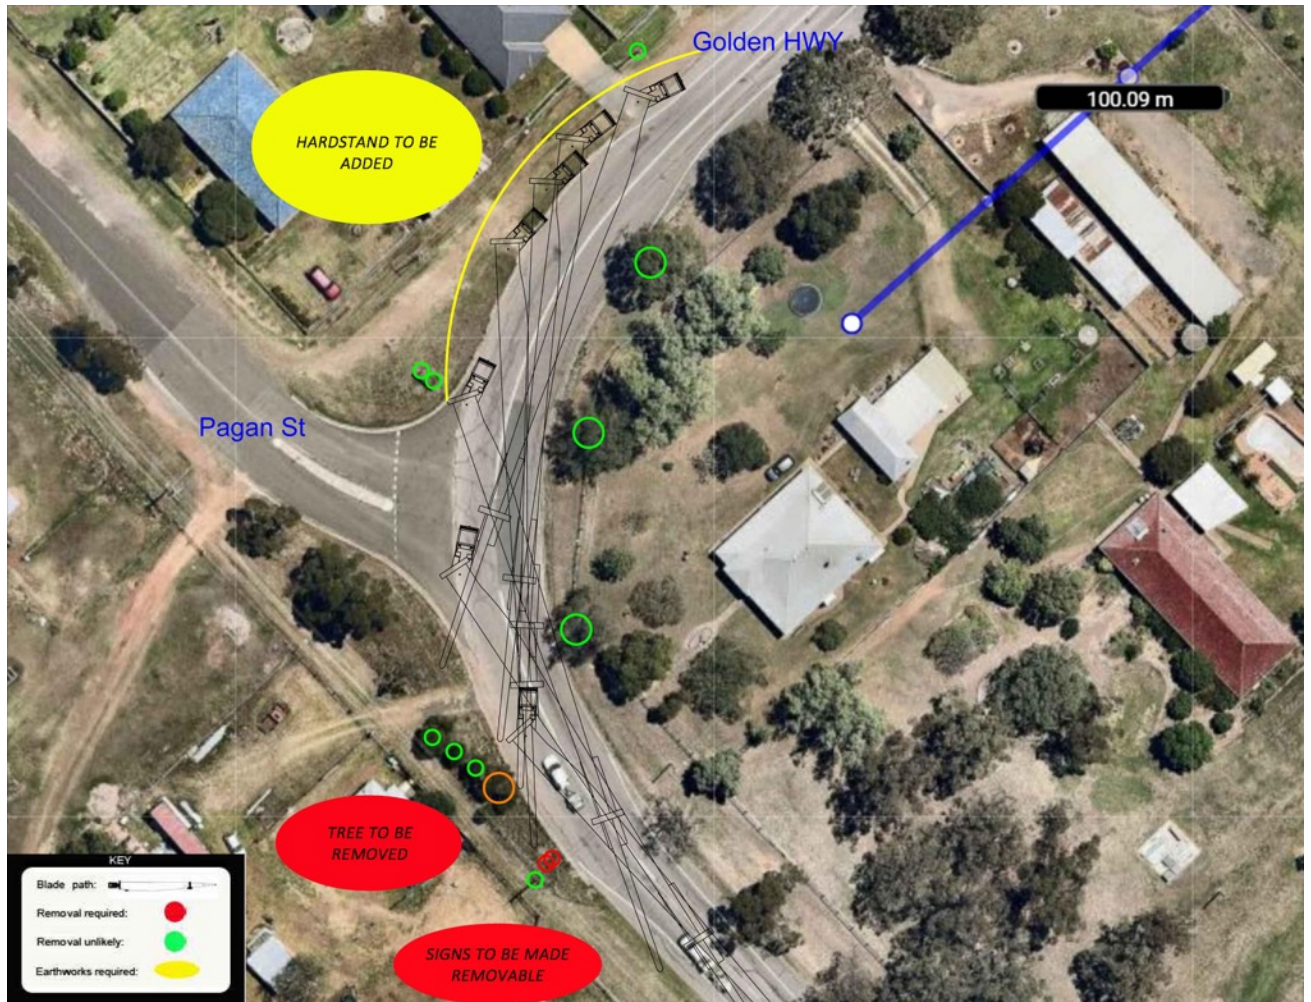 Golden HWY
100.09 m
HARDSTAND TO BE
ADDED
Pagan St
TREE TO BE
REMOVED
SIGNS TO BE MADE
REMOVABLE
KEY
Blade path:
Removal required:
Removal unlikely:
Earthworks required: